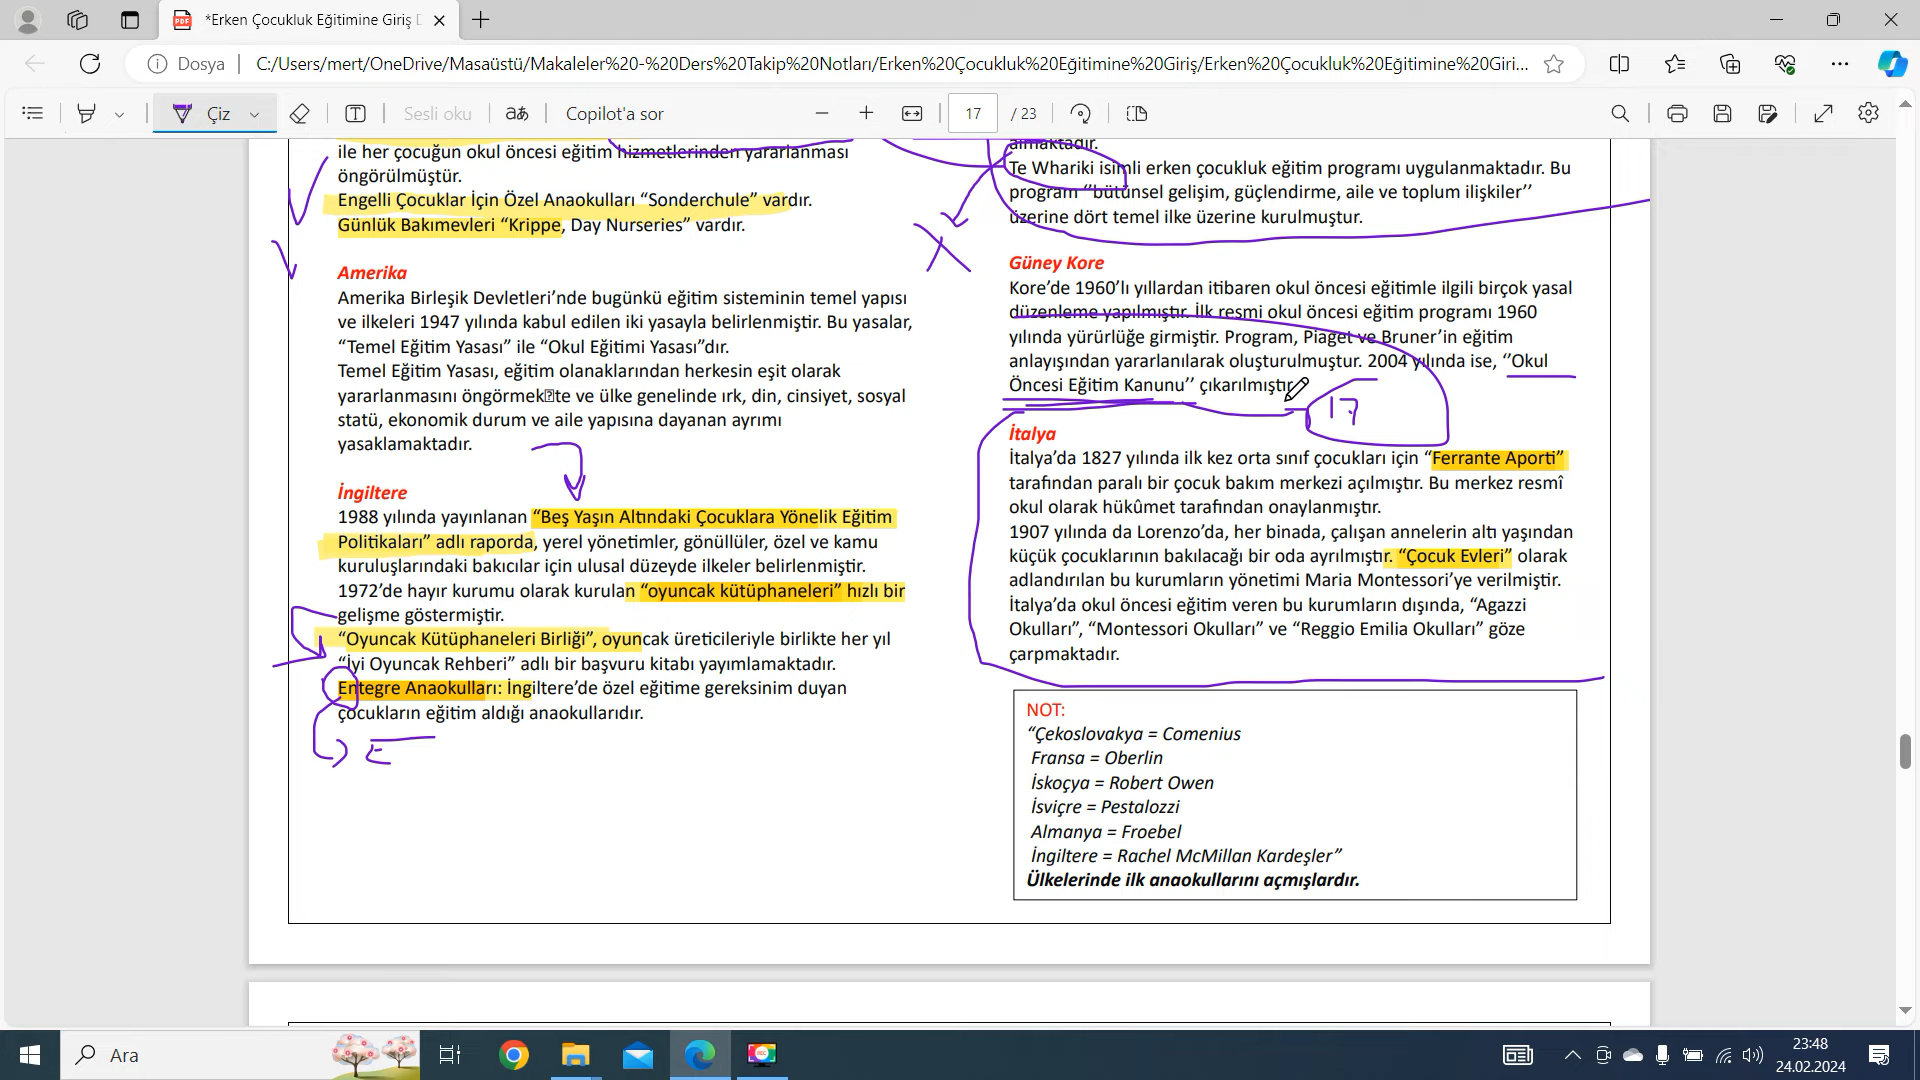 *Erken Çocukluk Eğitimine Giriş D
Dosya
C:/Users/mert/OneDrive/Masaüstü/Makaleler%20-%20Ders%20Takip%20Notları/Erken%20Çocukluk%20Eğitimine%20Giriş/Erken%20Çocukluk%20Eğitimine%20Giri...
Çiz
Sesli oku
aあ
Copilot'a sor
17 / 23
ile her çocuğun okul öncesi eğitim hizmetlerinden yararlanması
öngörülmüştür.
Engelli Çocuklar İçin Özel Anaokulları “Sonderchule” vardır.
Günlük Bakımevleri “Krippe, Day Nurseries” vardır.
Amerika
Amerika Birleşik Devletleri’nde bugünkü eğitim sisteminin temel yapısı
ve ilkeleri 1947 yılında kabul edilen iki yasayla belirlenmiştir. Bu yasalar,
“Temel Eğitim Yasası” ile “Okul Eğitimi Yasası”dır.
Temel Eğitim Yasası, eğitim olanaklarından herkesin eşit olarak
yararlanmasını öngörmek⍰te ve ülke genelinde ırk, din, cinsiyet, sosyal
statü, ekonomik durum ve aile yapısına dayanan ayrımı
yasaklamaktadır.
İngiltere
1988 yılında yayınlanan “Beş Yaşın Altındaki Çocuklara Yönelik Eğitim
Politikaları” adlı raporda, yerel yönetimler, gönüllüler, özel ve kamu
kuruluşlarındaki bakıcılar için ulusal düzeyde ilkeler belirlenmiştir.
1972’de hayır kurumu olarak kurulan “oyuncak kütüphaneleri” hızlı bir
gelişme göstermiştir.
“Oyuncak Kütüphaneleri Birliği”, oyuncak üreticileriyle birlikte her yıl
“İyi Oyuncak Rehberi” adlı bir başvuru kitabı yayımlamaktadır.
Entegre Anaokulları: İngiltere’de özel eğitime gereksinim duyan
çocukların eğitim aldığı anaokullarıdır.
almaktadır.
Te Whariki isimli erken çocukluk eğitim programı uygulanmaktadır. Bu
program ‘’bütünsel gelişim, güçlendirme, aile ve toplum ilişkiler’’
üzerine dört temel ilke üzerine kurulmuştur.
Güney Kore
Kore’de 1960’lı yıllardan itibaren okul öncesi eğitimle ilgili birçok yasal
düzenleme yapılmıştır. İlk resmi okul öncesi eğitim programı 1960
yılında yürürlüğe girmiştir. Program, Piaget ve Bruner’in eğitim
anlayışından yararlanılarak oluşturulmuştur. 2004 yılında ise, ‘’Okul
Öncesi Eğitim Kanunu’’ çıkarılmıştır.
17
İtalya
İtalya’da 1827 yılında ilk kez orta sınıf çocukları için “Ferrante Aporti”
tarafından paralı bir çocuk bakım merkezi açılmıştır. Bu merkez resmî
okul olarak hükûmet tarafından onaylanmıştır.
1907 yılında da Lorenzo’da, her binada, çalışan annelerin altı yaşından
küçük çocuklarının bakılacağı bir oda ayrılmıştır. “Çocuk Evleri” olarak
adlandırılan bu kurumların yönetimi Maria Montessori’ye verilmiştir.
İtalya’da okul öncesi eğitim veren bu kurumların dışında, “Agazzi
Okulları”, “Montessori Okulları” ve “Reggio Emilia Okulları” göze
çarpmaktadır.
NOT:
“Çekoslovakya = Comenius
Fransa = Oberlin
İskoçya = Robert Owen
İsviçre = Pestalozzi
Almanya = Froebel
İngiltere = Rachel McMillan Kardeşler”
Ülkelerinde ilk anaokullarını açmışlardır.
Ara
23:48
24.02.2024